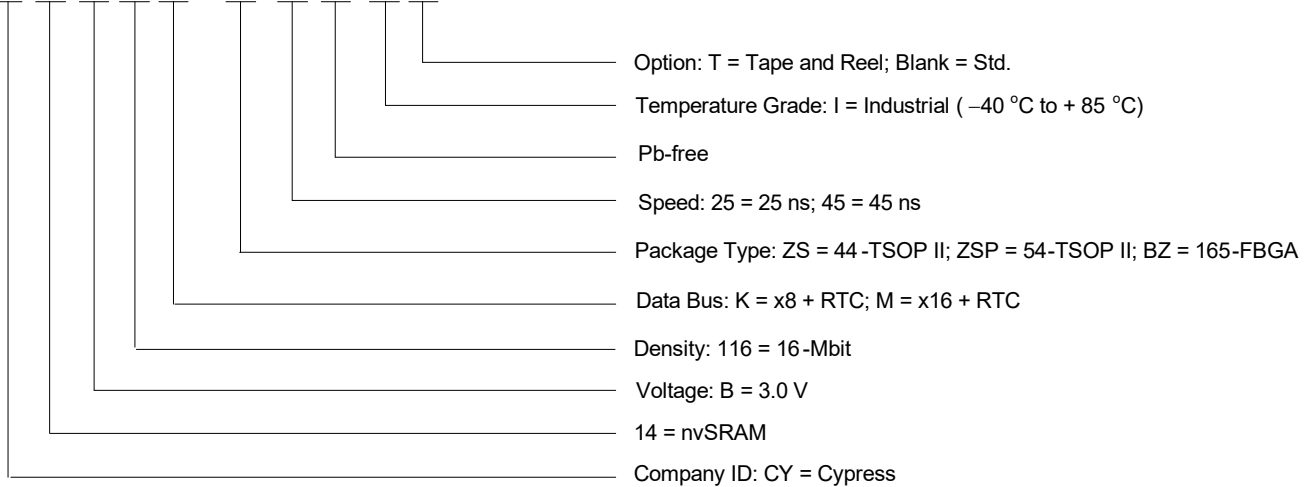 Option: T = Tape and Reel; Blank = Std.
Temperature Grade: I = Industrial ( –40 °C to + 85 °C)
Pb-free
Speed: 25 = 25 ns; 45 = 45 ns
Package Type: ZS = 44-TSOP II; ZSP = 54-TSOP II; BZ = 165-FBGA
Data Bus: K = x8 + RTC; M = x16 + RTC
Density: 116 = 16-Mbit
Voltage: B = 3.0 V
14 = nvSRAM
Company ID: CY = Cypress